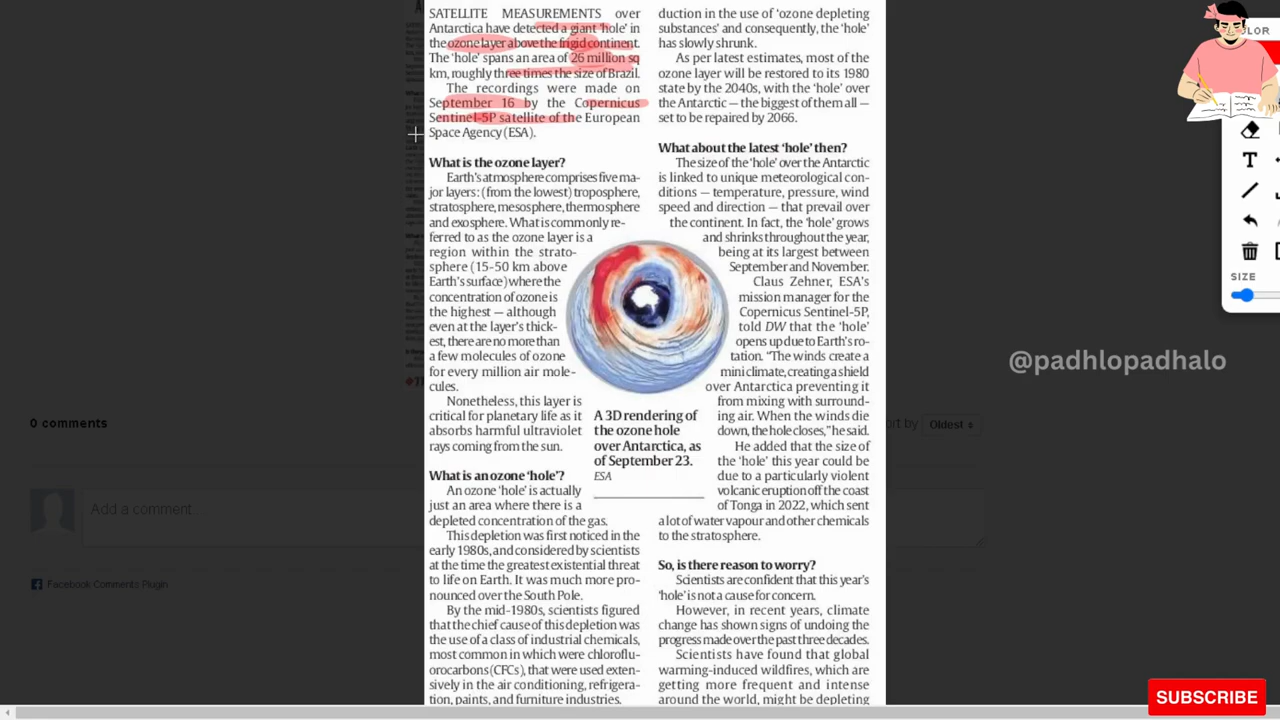 SATELLITE MEASUREMENTS over
Antarctica have detected a giant 'hole' in
the ozone layer above the frigid continent.
The 'hole' spans an area of 26 million sq
km, roughly three times the size of Brazil.
The recordings were made on
September 16 by the Copernicus
Sentinel-5P satellite of the European
Space Agency (ESA).
What is the ozone layer?
Earth's atmosphere comprises five ma-
jor layers: (from the lowest) troposphere,
stratosphere, mesosphere, thermosphere
and exosphere. What is commonly re-
ferred to as the ozone layer is a
region within the strato-
sphere (15-50 km above
Earth's surface) where the
concentration of ozone is
the highest — although
even at the layer's thick-
est, there are no more than
a few molecules of ozone
for every million air mole-
cules.
Nonetheless, this layer is
critical for planetary life as it
absorbs harmful ultraviolet
rays coming from the sun.
What is an ozone 'hole'?
An ozone 'hole' is actually
just an area where there is a
depleted concentration of the gas.
This depletion was first noticed in the
early 1980s, and considered by scientists
at the time the greatest existential threat
to life on Earth. It was much more pro-
nounced over the South Pole.
By the mid-1980s, scientists figured
that the chief cause of this depletion was
the use of a class of industrial chemicals,
most common in which were chloroflu-
orocarbons (CFCs), that were used exten-
sively in the air conditioning, refrigera-
tion, paints, and furniture industries.
A 3D rendering of
the ozone hole
over Antarctica, as
of September 23.
ESA
duction in the use of 'ozone depleting
substances' and consequently, the 'hole'
has slowly shrunk.
As per latest estimates, most of the
ozone layer will be restored to its 1980
state by the 2040s, with the 'hole' over
the Antarctic — the biggest of them all —
set to be repaired by 2066.
What about the latest 'hole' then?
The size of the 'hole' over the Antarctic
is linked to unique meteorological con-
ditions — temperature, pressure, wind
speed and direction — that prevail over
the continent. In fact, the 'hole' grows
and shrinks throughout the year,
being at its largest between
September and November.
Claus Zehner, ESA's
mission manager for the
Copernicus Sentinel-5P,
told DW that the 'hole'
opens up due to Earth's ro-
tation. "The winds create a
mini climate, creating a shield
over Antarctica preventing it
from mixing with surround-
ing air. When the winds die
down, the hole closes," he said.
He added that the size of
the 'hole' this year could be
due to a particularly violent
volcanic eruption off the coast
of Tonga in 2022, which sent
a lot of water vapour and other chemicals
to the stratosphere.
So, is there reason to worry?
Scientists are confident that this year's
'hole' is not a cause for concern.
However, in recent years, climate
change has shown signs of undoing the
progress made over the past three decades.
Scientists have found that global
warming-induced wildfires, which are
getting more frequent and intense
around the world, might be depleting
LOR
T
SIZE
@padhlopadhalo
0 comments
ort by Oldest
Add a comment...
Facebook Comments Plugin
SUBSCRIBE